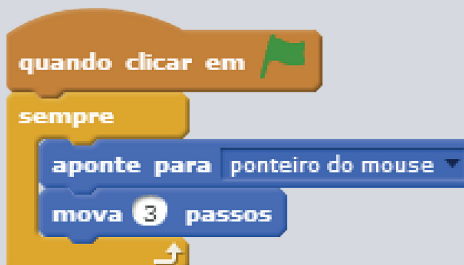 quando clicar em
sempre
aponte para ponteiro do mouse
mova 3 passos